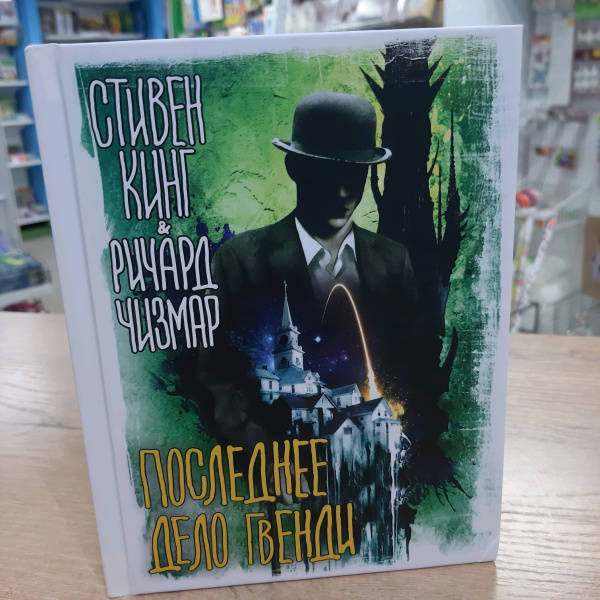 СТИВЕН
КИНГ
&
РИЧАРД
ЧИЗМАР
ПОСЛЕДНЕЕ
ДЕЛО ГВЕНДИ